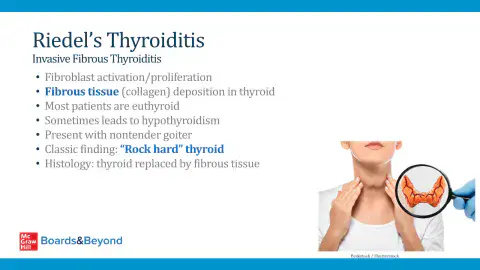 Riedel's Thyroiditis
Invasive Fibrous Thyroiditis
• Fibroblast activation/proliferation
• Fibrous tissue (collagen) deposition in thyroid
• Most patients are euthyroid
• Sometimes leads to hypothyroidism
• Present with nontender goiter
• Classic finding: “Rock hard” thyroid
• Histology: thyroid replaced by fibrous tissue
Mc
Graw
Hill
Boards&Beyond